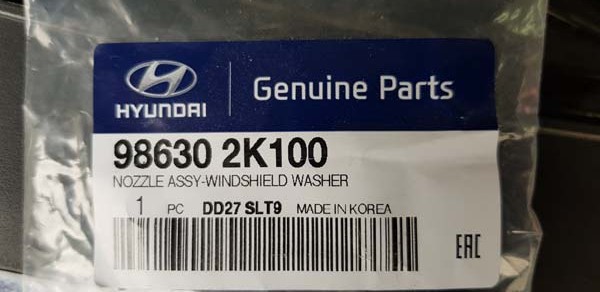 HYUNDAI
Genuine Parts
98630 2K100
NOZZLE ASSY-WINDSHIELD WASHER
1 PC DD27 SLT9 MADE IN KOREA
EAC